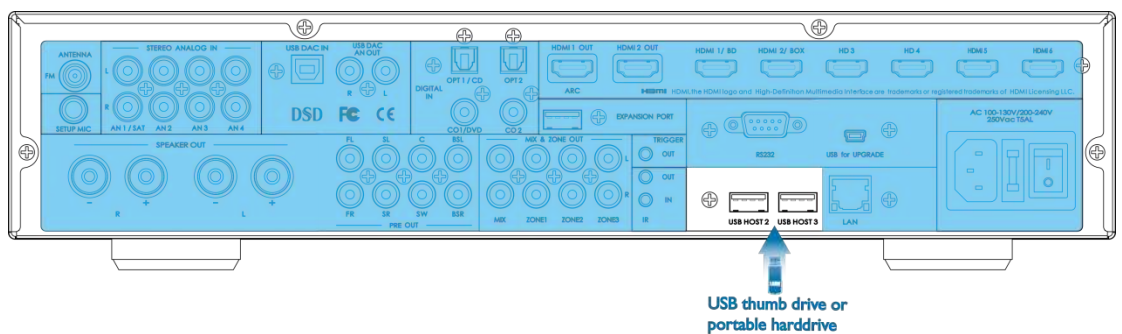 ANTENNA
FM
SETUP MIC
STEREO ANALOG IN
L
R
AN 1 / SAT AN 2 AN 3 AN 4
USB DAC IN
USB DAC
AN OUT
R L
DSD FC CE
OPT 1 / CD OPT 2
DIGITAL
IN
CO1/DVD CO 2
HDMI 1 OUT HDMI 2 OUT
ARC
HDMI 1/ BD HDMI 2/ BOX HD 3 HD 4 HDMI5 HDMI 6
HDMI HDMI, the HDMI logo and High-Definition Multimedia Interface are trademarks or registered trademarks of HDMI Licensing LLC.
EXPANSION PORT
RS232
USB for UPGRADE
AC 100-130V/200-240V
250Vac T5AL
SPEAKER OUT
- + - +
R L
FL SL C BSL
FR SR SW BSR
PRE OUT
MIX & ZONE OUT
L
R
MIX ZONE1 ZONE2 ZONE3
TRIGGER
OUT
OUT
IN
IR
USB HOST 2 USB HOST 3
LAN
USB thumb drive or
portable harddrive